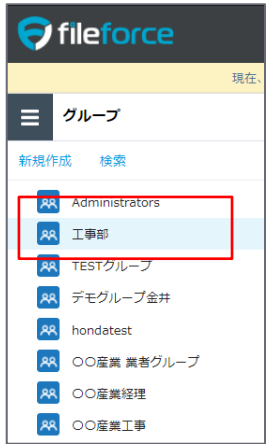 fileforce
現在、
グループ
新規作成 検索
Administrators
工事部
TESTグループ
デモグループ金井
hondatest
〇〇産業 業者グループ
〇〇産業経理
〇〇産業工事